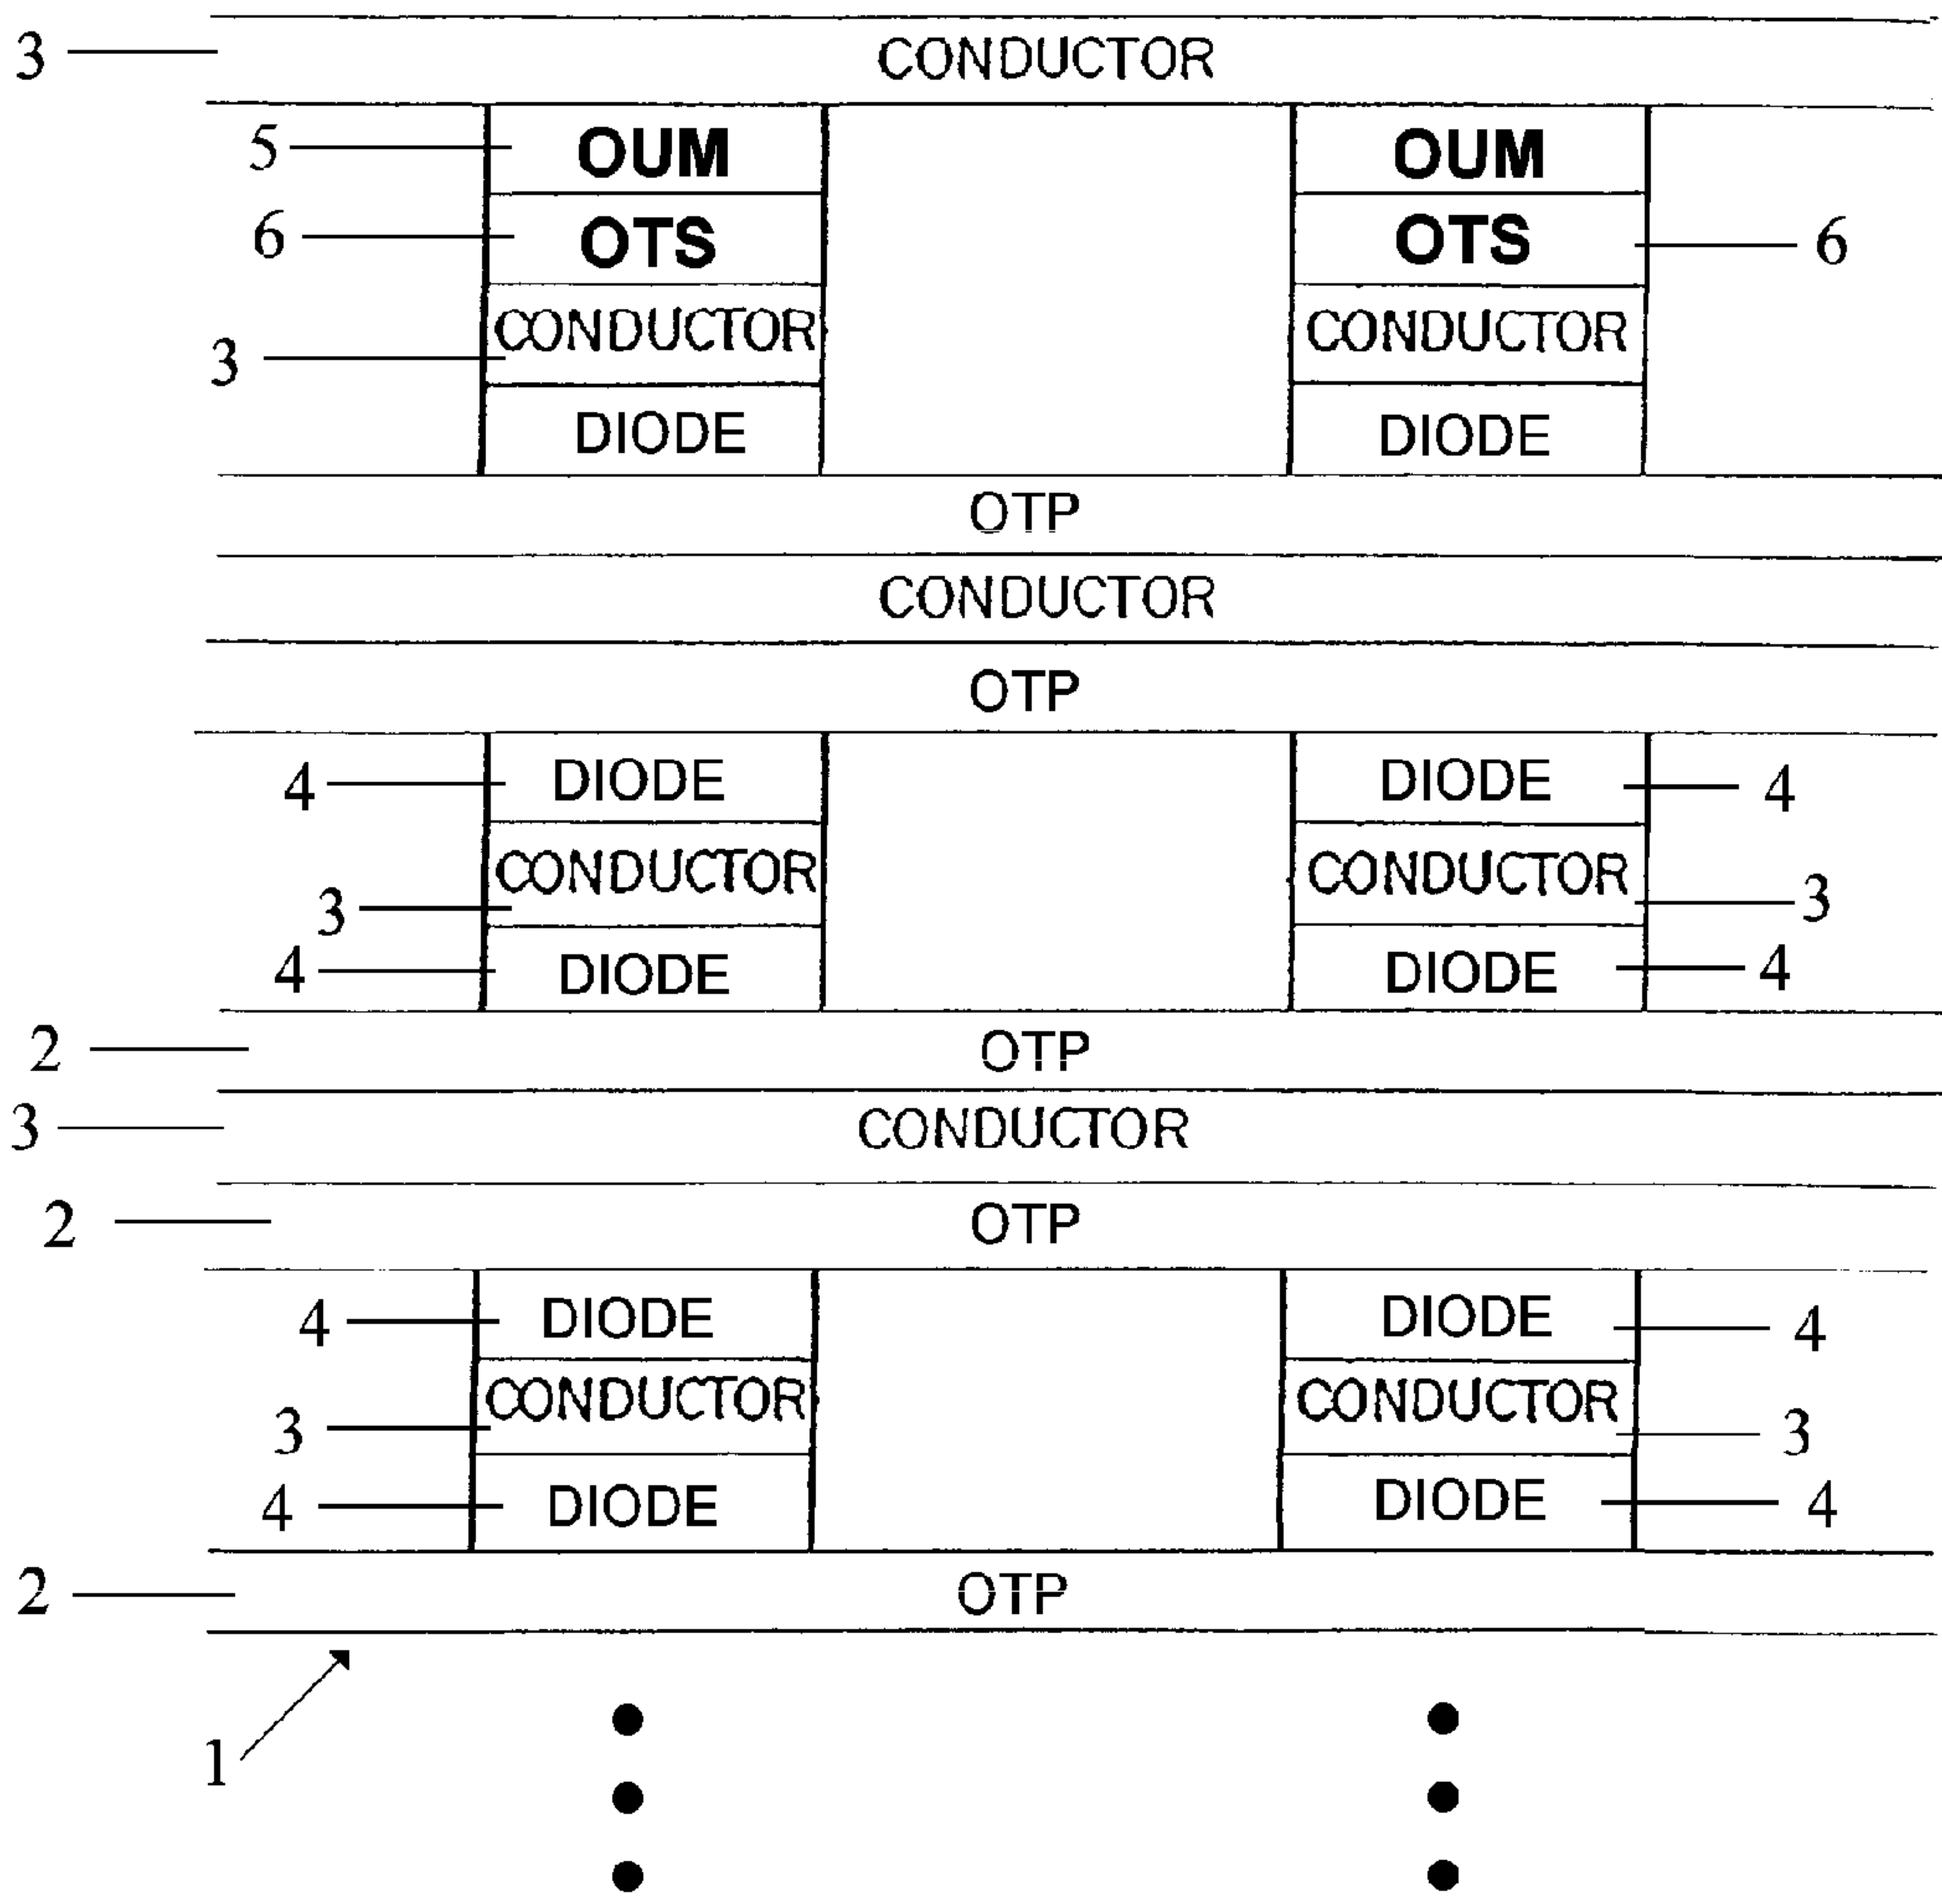 3 CONDUCTOR
5 OUM OUM
6 OTS OTS 6
3 CONDUCTOR CONDUCTOR
DIODE DIODE
OTP
CONDUCTOR
OTP
4 DIODE DIODE 4
3 CONDUCTOR CONDUCTOR 3
4 DIODE DIODE 4
2 OTP
3 CONDUCTOR
2 OTP
4 DIODE DIODE 4
3 CONDUCTOR CONDUCTOR 3
4 DIODE DIODE 4
2 OTP
1